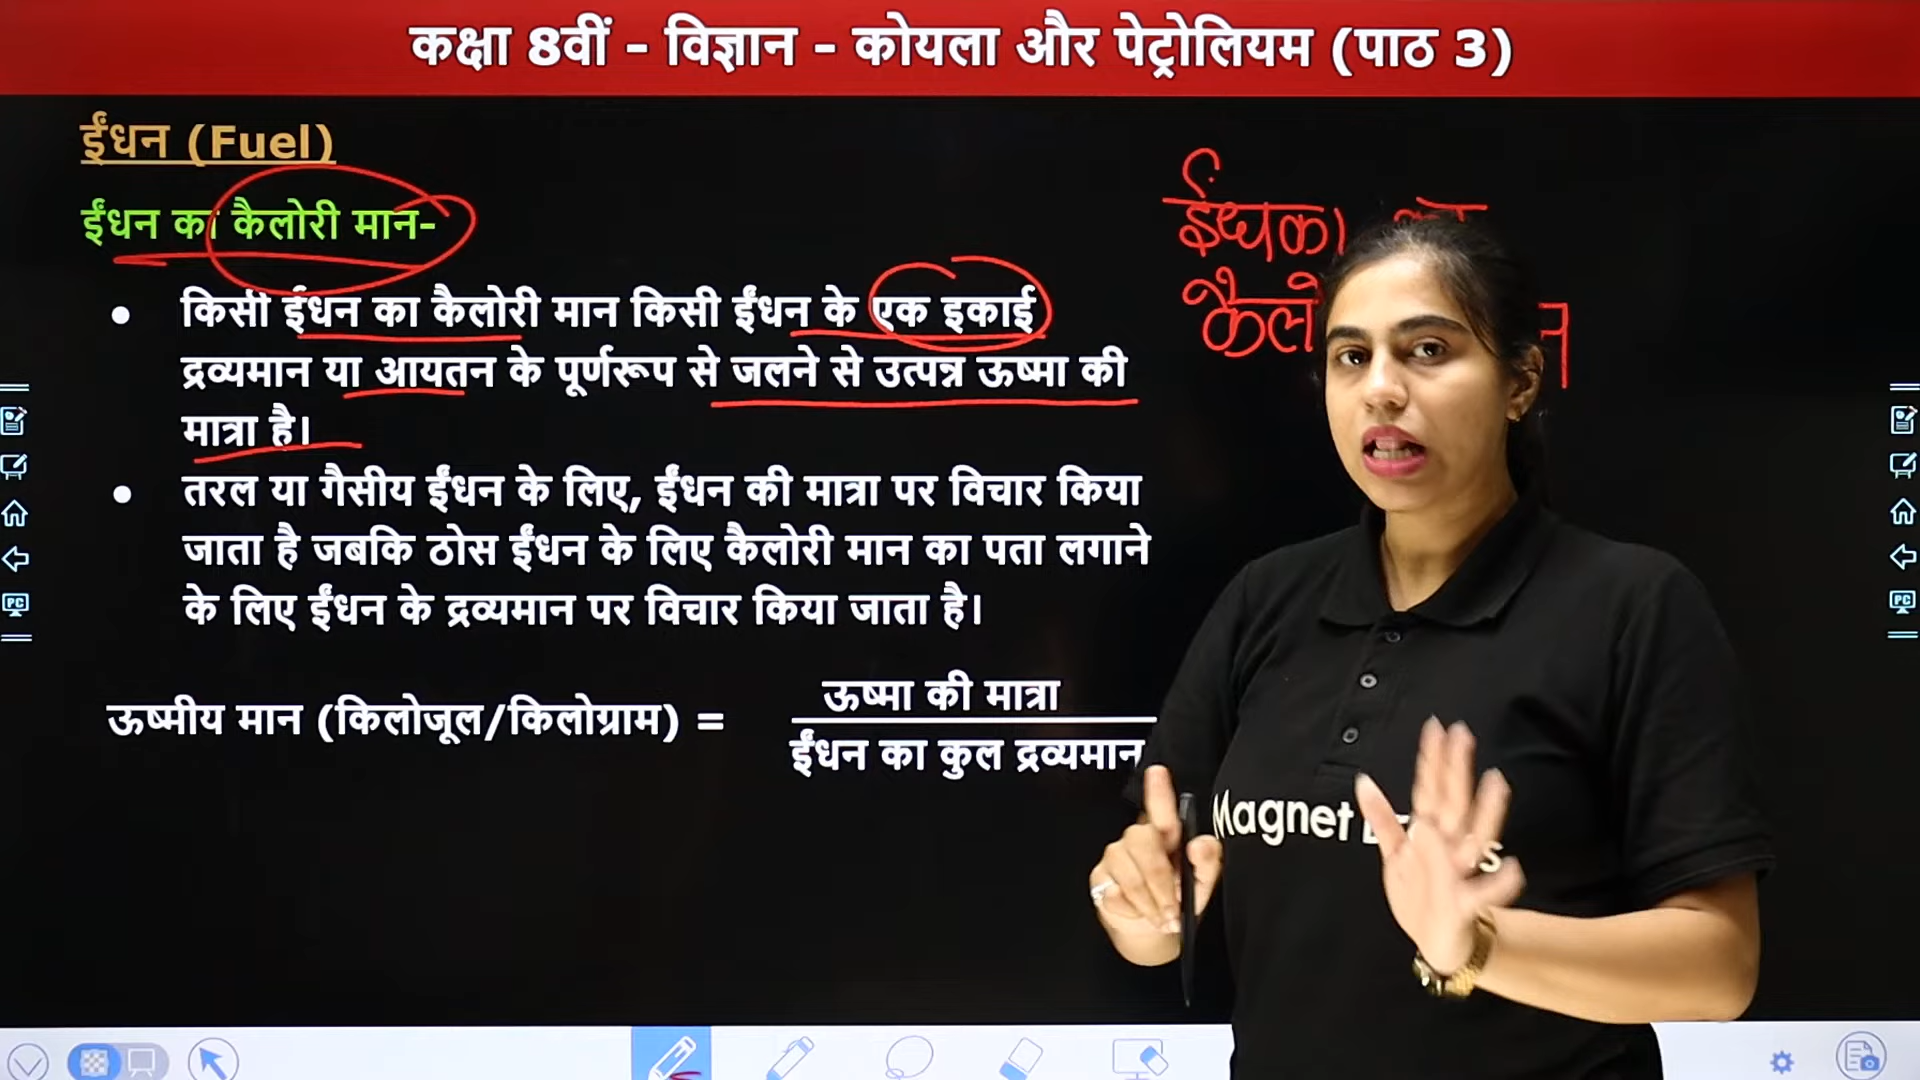 कक्षा 8वीं - विज्ञान - कोयला और पेट्रोलियम (पाठ 3)
ईंधन (Fuel)
ईंधन का कैलोरी मान-
• किसी ईंधन का कैलोरी मान किसी ईंधन के एक इकाई
द्रव्यमान या आयतन के पूर्णरूप से जलने से उत्पन्न ऊष्मा की
मात्रा है।
• तरल या गैसीय ईंधन के लिए, ईंधन की मात्रा पर विचार किया
जाता है जबकि ठोस ईंधन के लिए कैलोरी मान का पता लगाने
के लिए ईंधन के द्रव्यमान पर विचार किया जाता है।
ऊष्मीय मान (किलोजूल/किलोग्राम) =
ऊष्मा की मात्रा
ईंधन का कुल द्रव्यमान
Magnet
PC
PC